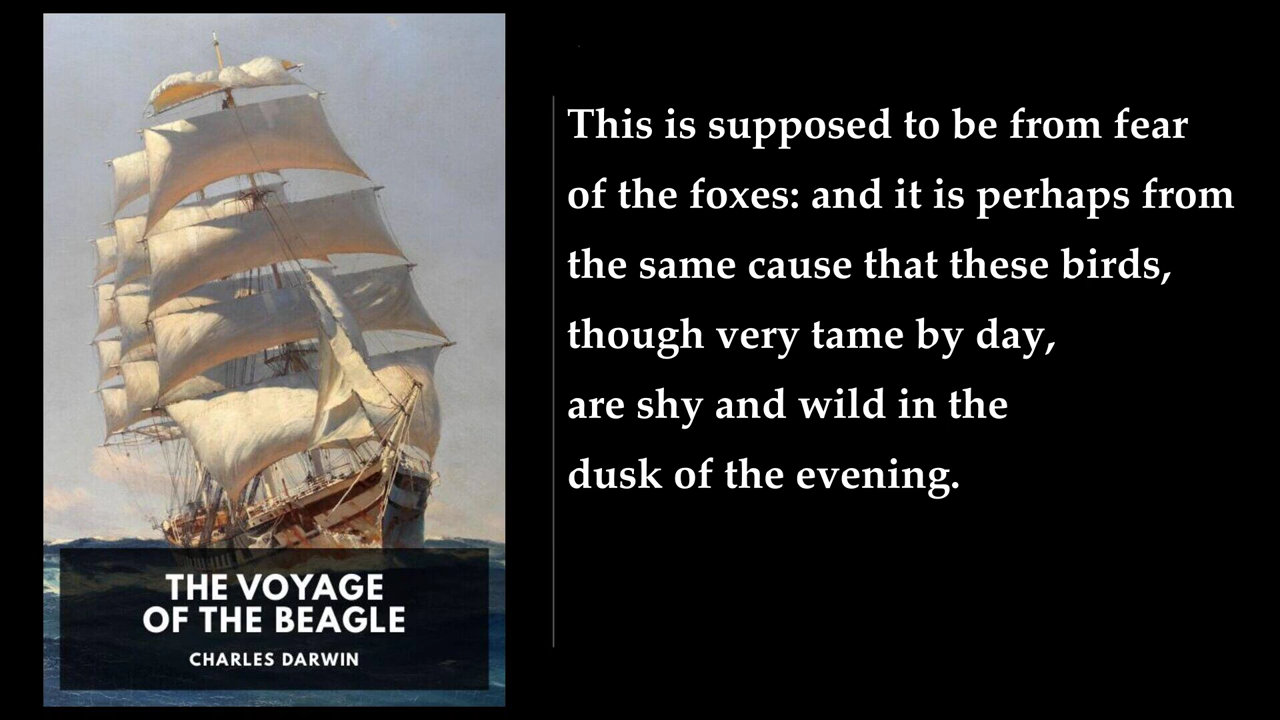 THE VOYAGE
OF THE BEAGLE
CHARLES DARWIN
This is supposed to be from fear
of the foxes: and it is perhaps from
the same cause that these birds,
though very tame by day,
are shy and wild in the
dusk of the evening.